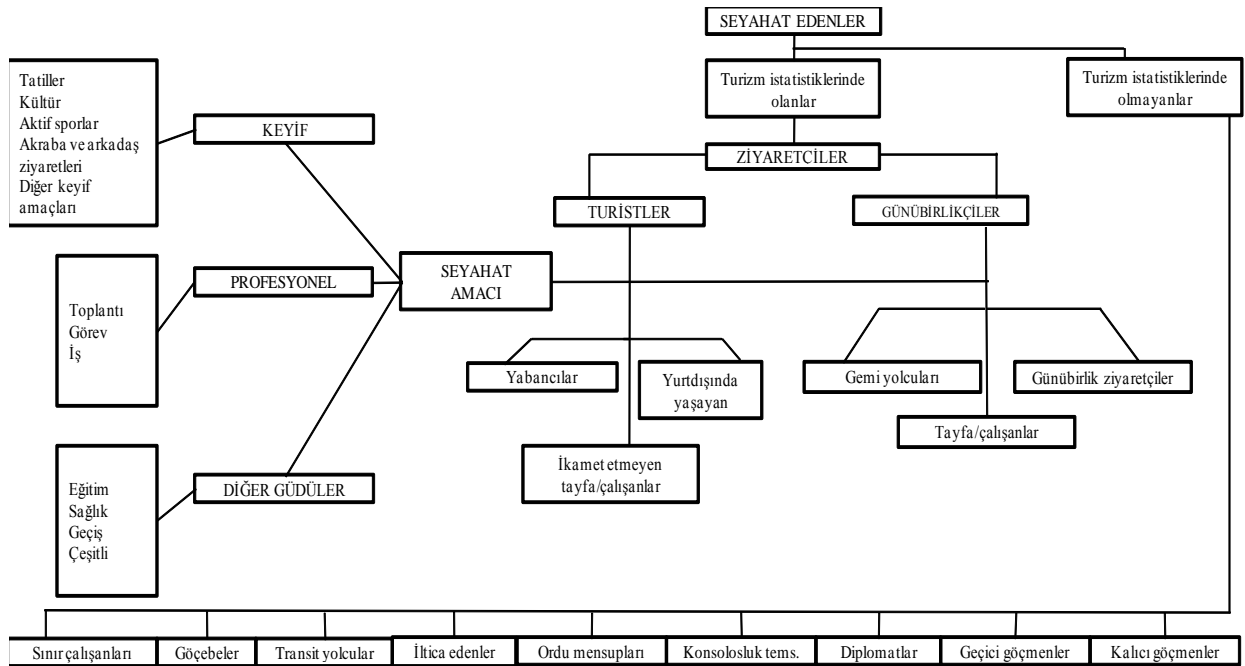 SEYAHAT EDENLER
Turizm istatistiklerinde
olanlar
Turizm istatistiklerinde
olmayanlar
Tatiller
Kültür
Aktif sporlar
Akraba ve arkadaş
ziyaretleri
Diğer keyif
amaçları
KEYİF
ZİYARETÇİLER
TURİSTLER
GÜNÜBİRLİKÇİLER
SEYAHAT
AMACI
PROFESYONEL
Toplantı
Görev
İş
Yabancılar
Yurtdışında
yaşayan
Gemi yolcuları
Günübirlik ziyaretçiler
Tayfa/çalışanlar
İkamet etmeyen
tayfa/çalışanlar
DİĞER GÜDÜLER
Eğitim
Sağlık
Geçiş
Çeşitli
Sınır çalışanları
Göçebeler
Transit yolcular
İltica edenler
Ordu mensupları
Konsolosluk tems.
Diplomatlar
Geçici göçmenler
Kalıcı göçmenler